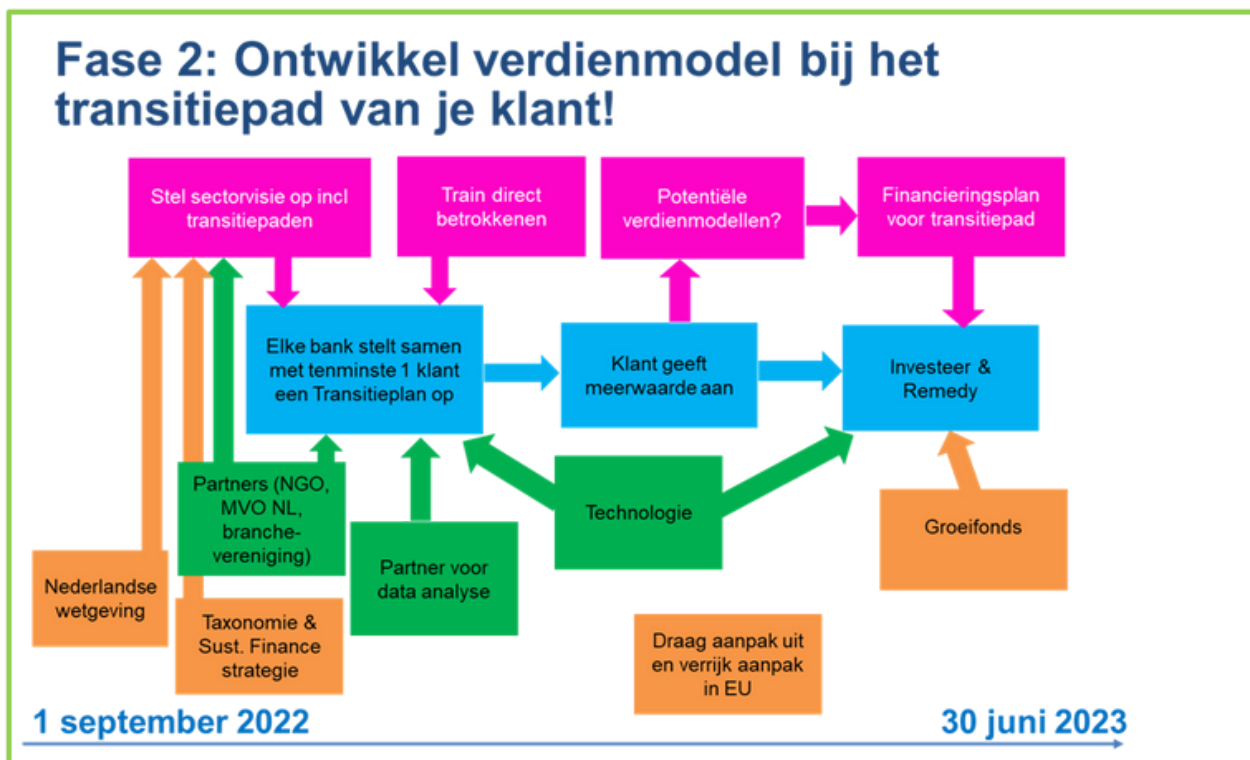 Fase 2: Ontwikkel verdienmodel bij het
transitiepad van je klant!
Stel sectorvisie op incl
transitiepaden
Train direct
betrokkenen
Potentiële
verdienmodellen?
Financieringsplan
voor transitiepad
Elke bank stelt samen
met tenminste 1 klant
een Transitieplan op
Klant geeft
meerwaarde aan
Investeer &
Remedy
Partners (NGO,
MVO NL,
branche-
vereniging)
Technologie
Groeifonds
Partner voor
data analyse
Nederlandse
wetgeving
Taxonomie &
Sust. Finance
strategie
Draag aanpak uit
en verrijk aanpak
in EU
1 september 2022
30 juni 2023